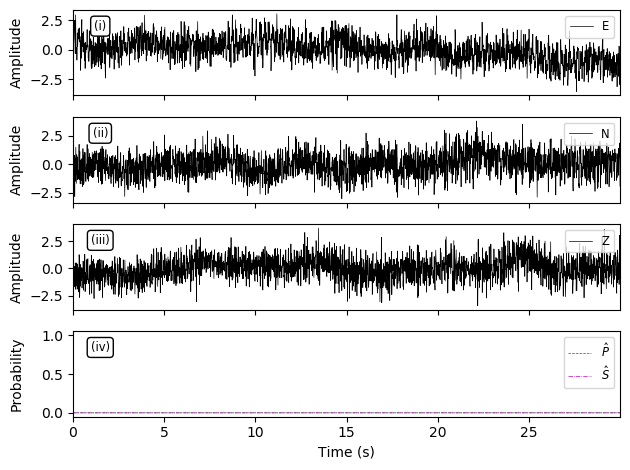 Amplitude
2.5
0.0
−2.5
(i)
E
Amplitude
2.5
0.0
−2.5
(ii)
N
Amplitude
2.5
0.0
−2.5
(iii)
Z
Probability
1.0
0.5
0.0
(iv)
P̂
Ŝ
0 5 10 15 20 25
Time (s)